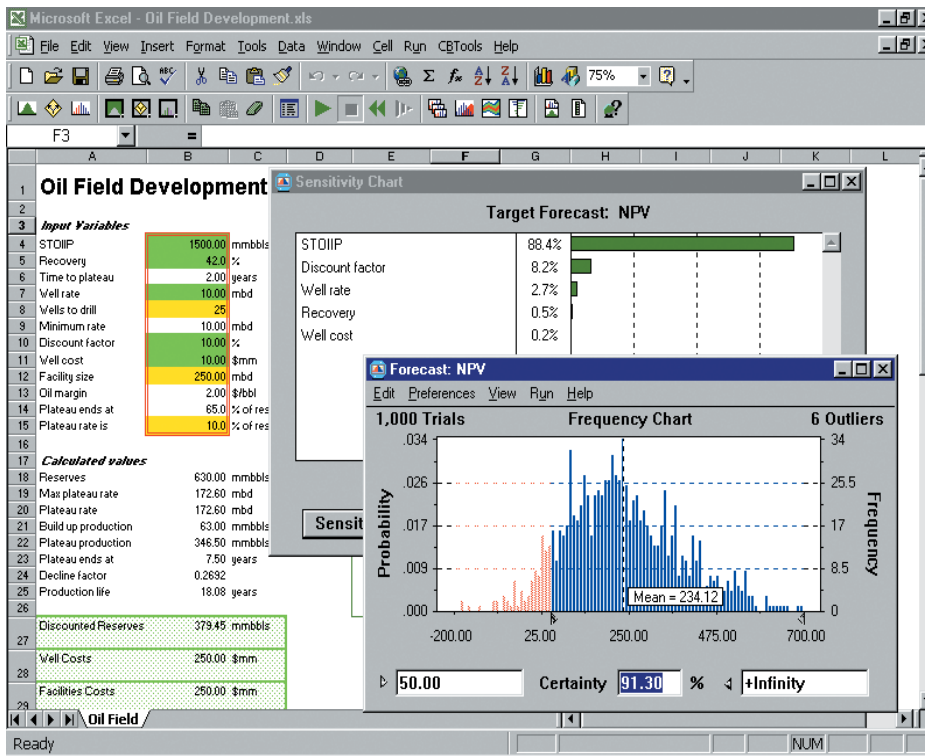 Microsoft Excel - Oil Field Development.xls
File Edit View Insert Format Tools Data Window Cell Run CBTools Help
75%
F3 =
A B C D E F G H I J K L
1 Oil Field Development
2
3 Input Variables
4 STOIIP 1500.00 mmbbls
5 Recovery 42.0 %
6 Time to plateau 2.00 years
7 Well rate 10.00 mbd
8 Wells to drill 25
9 Minimum rate 10.00 mbd
10 Discount factor 10.00 %
11 Well cost 10.00 $mm
12 Facility size 250.00 mbd
13 Oil margin 2.00 $/bbl
14 Plateau ends at 65.0 % of res
15 Plateau rate is 10.0 % of res
16
17 Calculated values
18 Reserves 630.00 mmbbls
19 Max plateau rate 172.60 mbd
20 Plateau rate 172.60 mbd
21 Build up production 63.00 mmbbls
22 Plateau production 346.50 mmbbls
23 Plateau ends at 7.50 years
24 Decline factor 0.2692
25 Production life 18.08 years
26
27 Discounted Reserves 379.45 mmbbls
28 Well Costs 250.00 $mm
29 Facilities Costs 250.00 $mm
Oil Field
Ready NUM
Sensitivity Chart
Target Forecast: NPV
STOIIP 88.4%
Discount factor 8.2%
Well rate 2.7%
Recovery 0.5%
Well cost 0.2%
Sensit
Forecast: NPV
Edit Preferences View Run Help
1,000 Trials Frequency Chart 6 Outliers
Probability
.034
.026
.017
.009
.000
Frequency
34
25.5
17
8.5
0
Mean = 234.12
-200.00 25.00 250.00 475.00 700.00
50.00 Certainty 91.30 % +Infinity